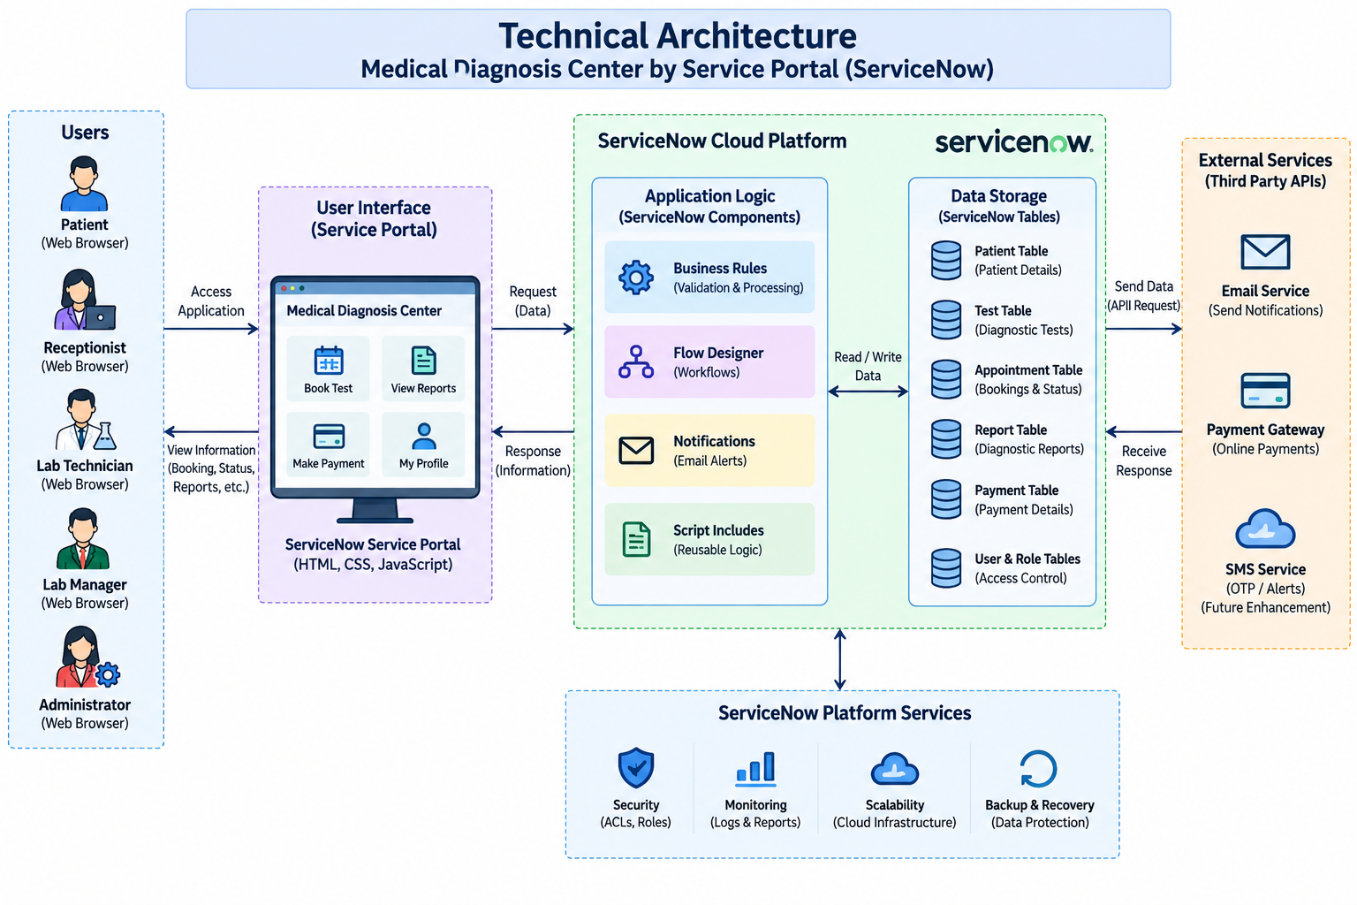 Technical Architecture
Medical Diagnosis Center by Service Portal (ServiceNow)
Users
Patient
(Web Browser)
Receptionist
(Web Browser)
Lab Technician
(Web Browser)
Lab Manager
(Web Browser)
Administrator
(Web Browser)
Access
Application
View Information
(Booking, Status,
Reports, etc.)
User Interface
(Service Portal)
Medical Diagnosis Center
Book Test
View Reports
Make Payment
My Profile
ServiceNow Service Portal
(HTML, CSS, JavaScript)
Request
(Data)
Response
(Information)
ServiceNow Cloud Platform
servicenow.
Application Logic
(ServiceNow Components)
Business Rules
(Validation & Processing)
Flow Designer
(Workflows)
Notifications
(Email Alerts)
Script Includes
(Reusable Logic)
Read / Write
Data
Data Storage
(ServiceNow Tables)
Patient Table
(Patient Details)
Test Table
(Diagnostic Tests)
Appointment Table
(Bookings & Status)
Report Table
(Diagnostic Reports)
Payment Table
(Payment Details)
User & Role Tables
(Access Control)
Send Data
(APII Request)
Receive
Response
External Services
(Third Party APIs)
Email Service
(Send Notifications)
Payment Gateway
(Online Payments)
SMS Service
(OTP / Alerts)
(Future Enhancement)
ServiceNow Platform Services
Security
(ACLs, Roles)
Monitoring
(Logs & Reports)
Scalability
(Cloud Infrastructure)
Backup & Recovery
(Data Protection)